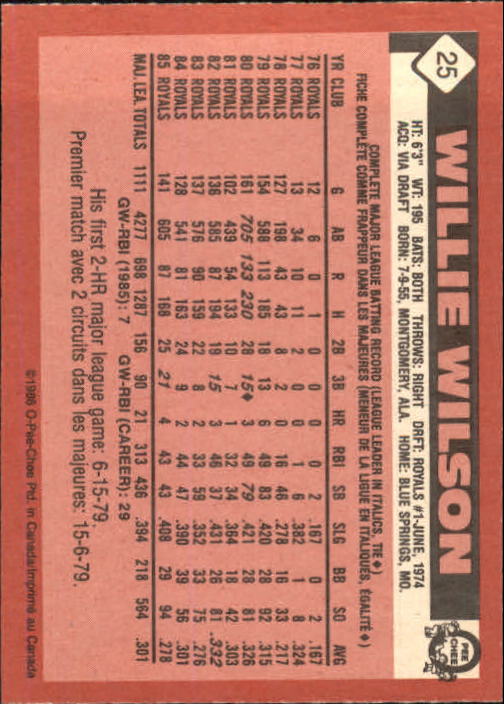 25
WILLIE WILSON
O PEE CHEE
HT: 6'3" WT: 195 BATS: BOTH THROWS: RIGHT DRFT: ROYALS #1-JUNE, 1974
ACQ: VIA DRAFT BORN: 7-9-55, MONTGOMERY, ALA. HOME: BLUE SPRINGS, MO.
COMPLETE MAJOR LEAGUE BATTING RECORD (LEAGUE LEADER IN ITALICS, TIE◆)
FICHE COMPLÈTE COMME FRAPPEUR DANS LES MAJEURES (MENEUR DE LA LIGUE EN ITALIQUES, ÉGALITÉ◆)
YR CLUB G AB R H 2B 3B HR RBI SB SLG BB SO AVG
76 ROYALS 12 6 0 1 0 0 0 0 2 .167 0 2 .167
77 ROYALS 13 34 10 11 2 0 0 1 6 .382 1 8 .324
78 ROYALS 127 198 43 43 8 2 0 16 46 .278 16 33 .217
79 ROYALS 154 588 113 185 18 13 6 49 83 .420 28 92 .315
80 ROYALS 161 705 133 230 28 15◆ 3 49 79 .421 28 81 .326
81 ROYALS 102 439 54 133 10 7 1 32 34 .364 18 42 .303
82 ROYALS 136 585 87 194 19 15 3 46 37 .431 26 81 .332
83 ROYALS 137 576 90 159 22 8 2 33 59 .352 33 75 .276
84 ROYALS 128 541 81 163 24 9 2 44 47 .390 39 56 .301
85 ROYALS 141 605 87 168 25 21 4 43 43 .408 29 94 .278
MAJ. LEA. TOTALS 1111 4277 698 1287 156 90 21 313 436 .394 218 564 .301
GW-RBI (1985): 7 GW-RBI (CAREER): 29
His first 2-HR major league game: 6-15-79.
Premier match avec 2 circuits dans les majeures: 15-6-79.
©1986 O-Pee-Chee Ptd. in Canada/Imprimé au Canada